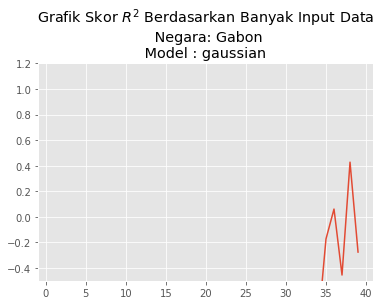 Grafik Skor $R^2$ Berdasarkan Banyak Input Data
Negara: Gabon
Model : gaussian
1.2
1.0
0.8
0.6
0.4
0.2
0.0
−0.2
−0.4
0 5 10 15 20 25 30 35 40